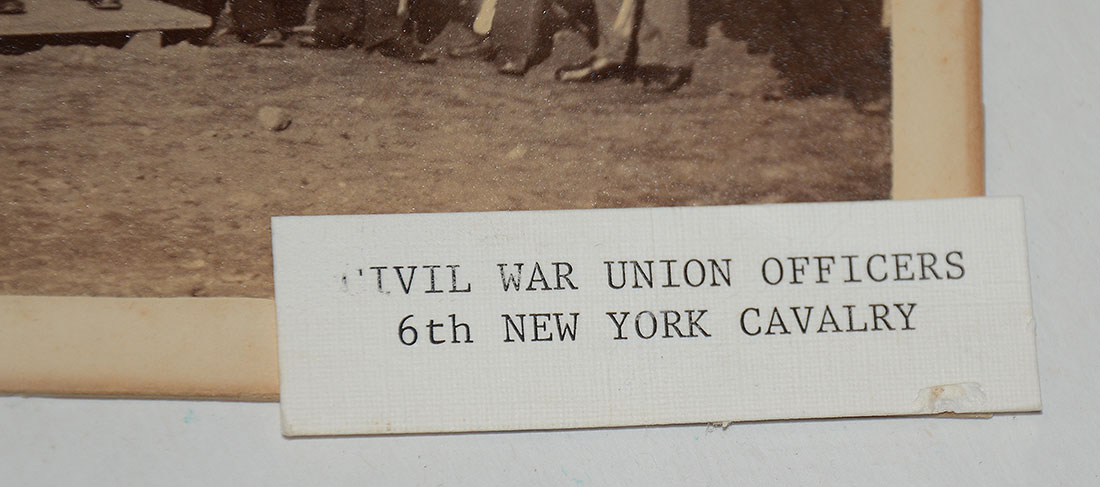 CIVIL WAR UNION OFFICERS
6th NEW YORK CAVALRY